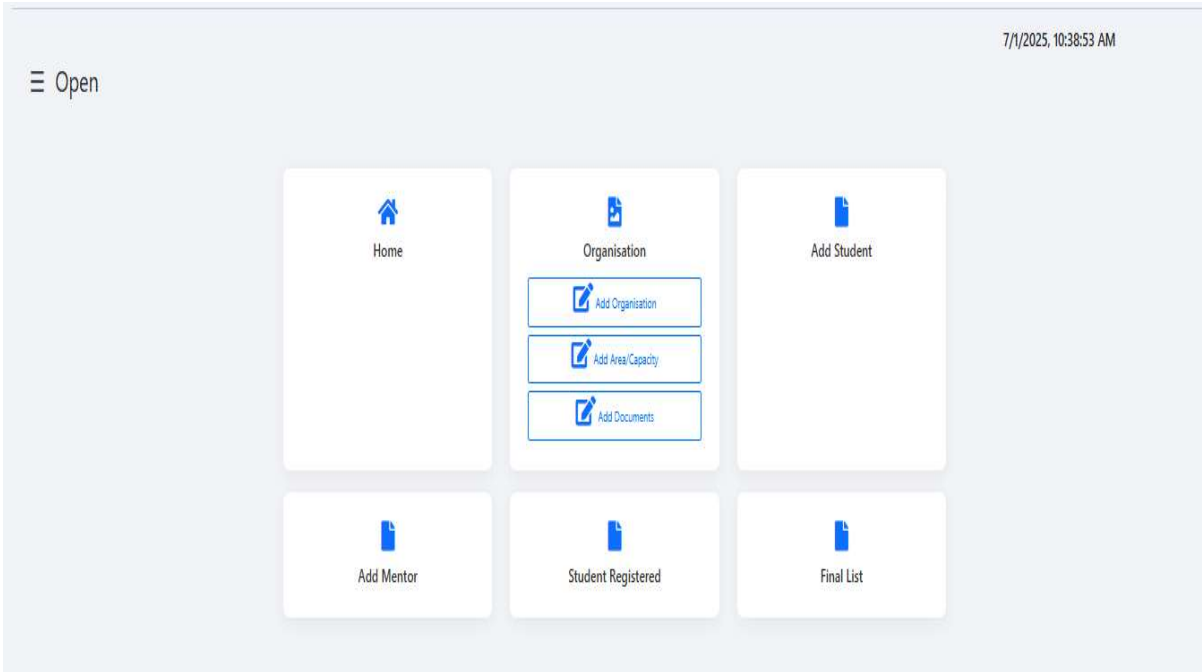 7/1/2025, 10:38:53 AM
☰ Open
Home
Organisation
Add Student
Add Organisation
Add Area/Capacity
Add Documents
Add Mentor
Student Registered
Final List